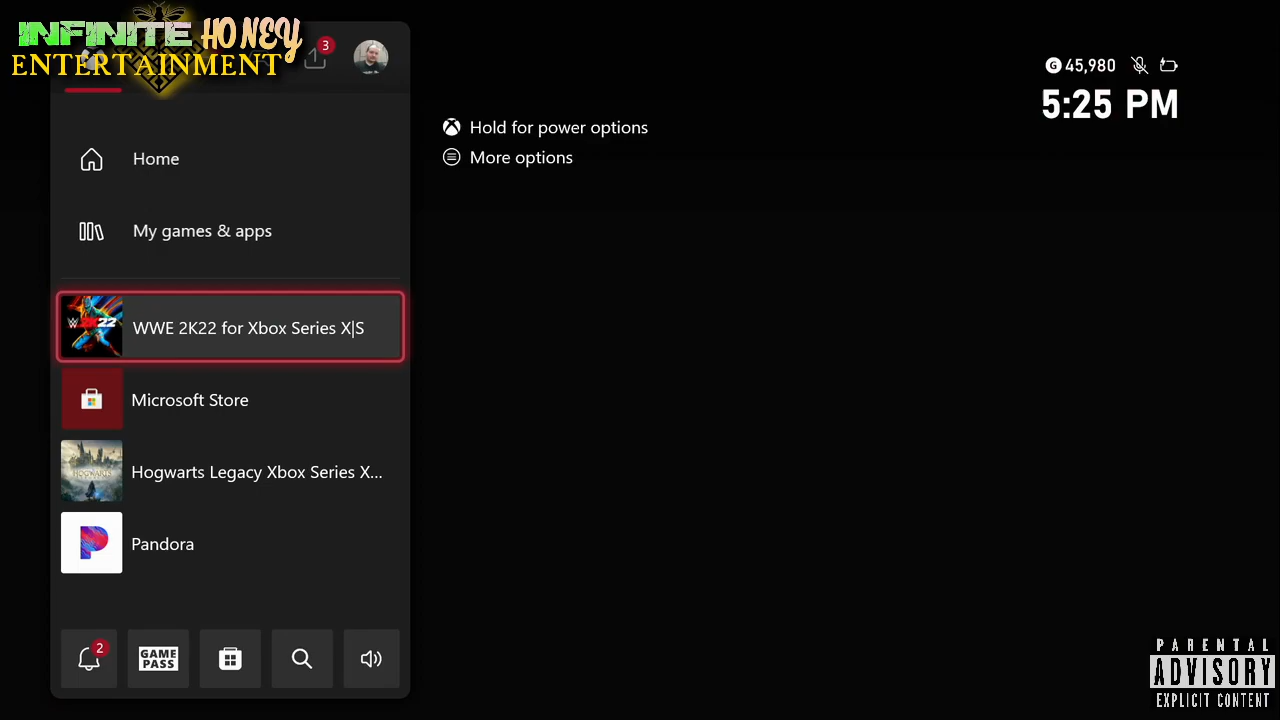 INFINITE HONEY
ENTERTAINMENT
3
G 45,980
5:25 PM
Hold for power options
More options
Home
My games & apps
W 2K22
WWE 2K22 for Xbox Series X|S
Microsoft Store
HOGWARTS
Hogwarts Legacy Xbox Series X...
Pandora
2
GAME
PASS
PARENTAL
ADVISORY
EXPLICIT CONTENT